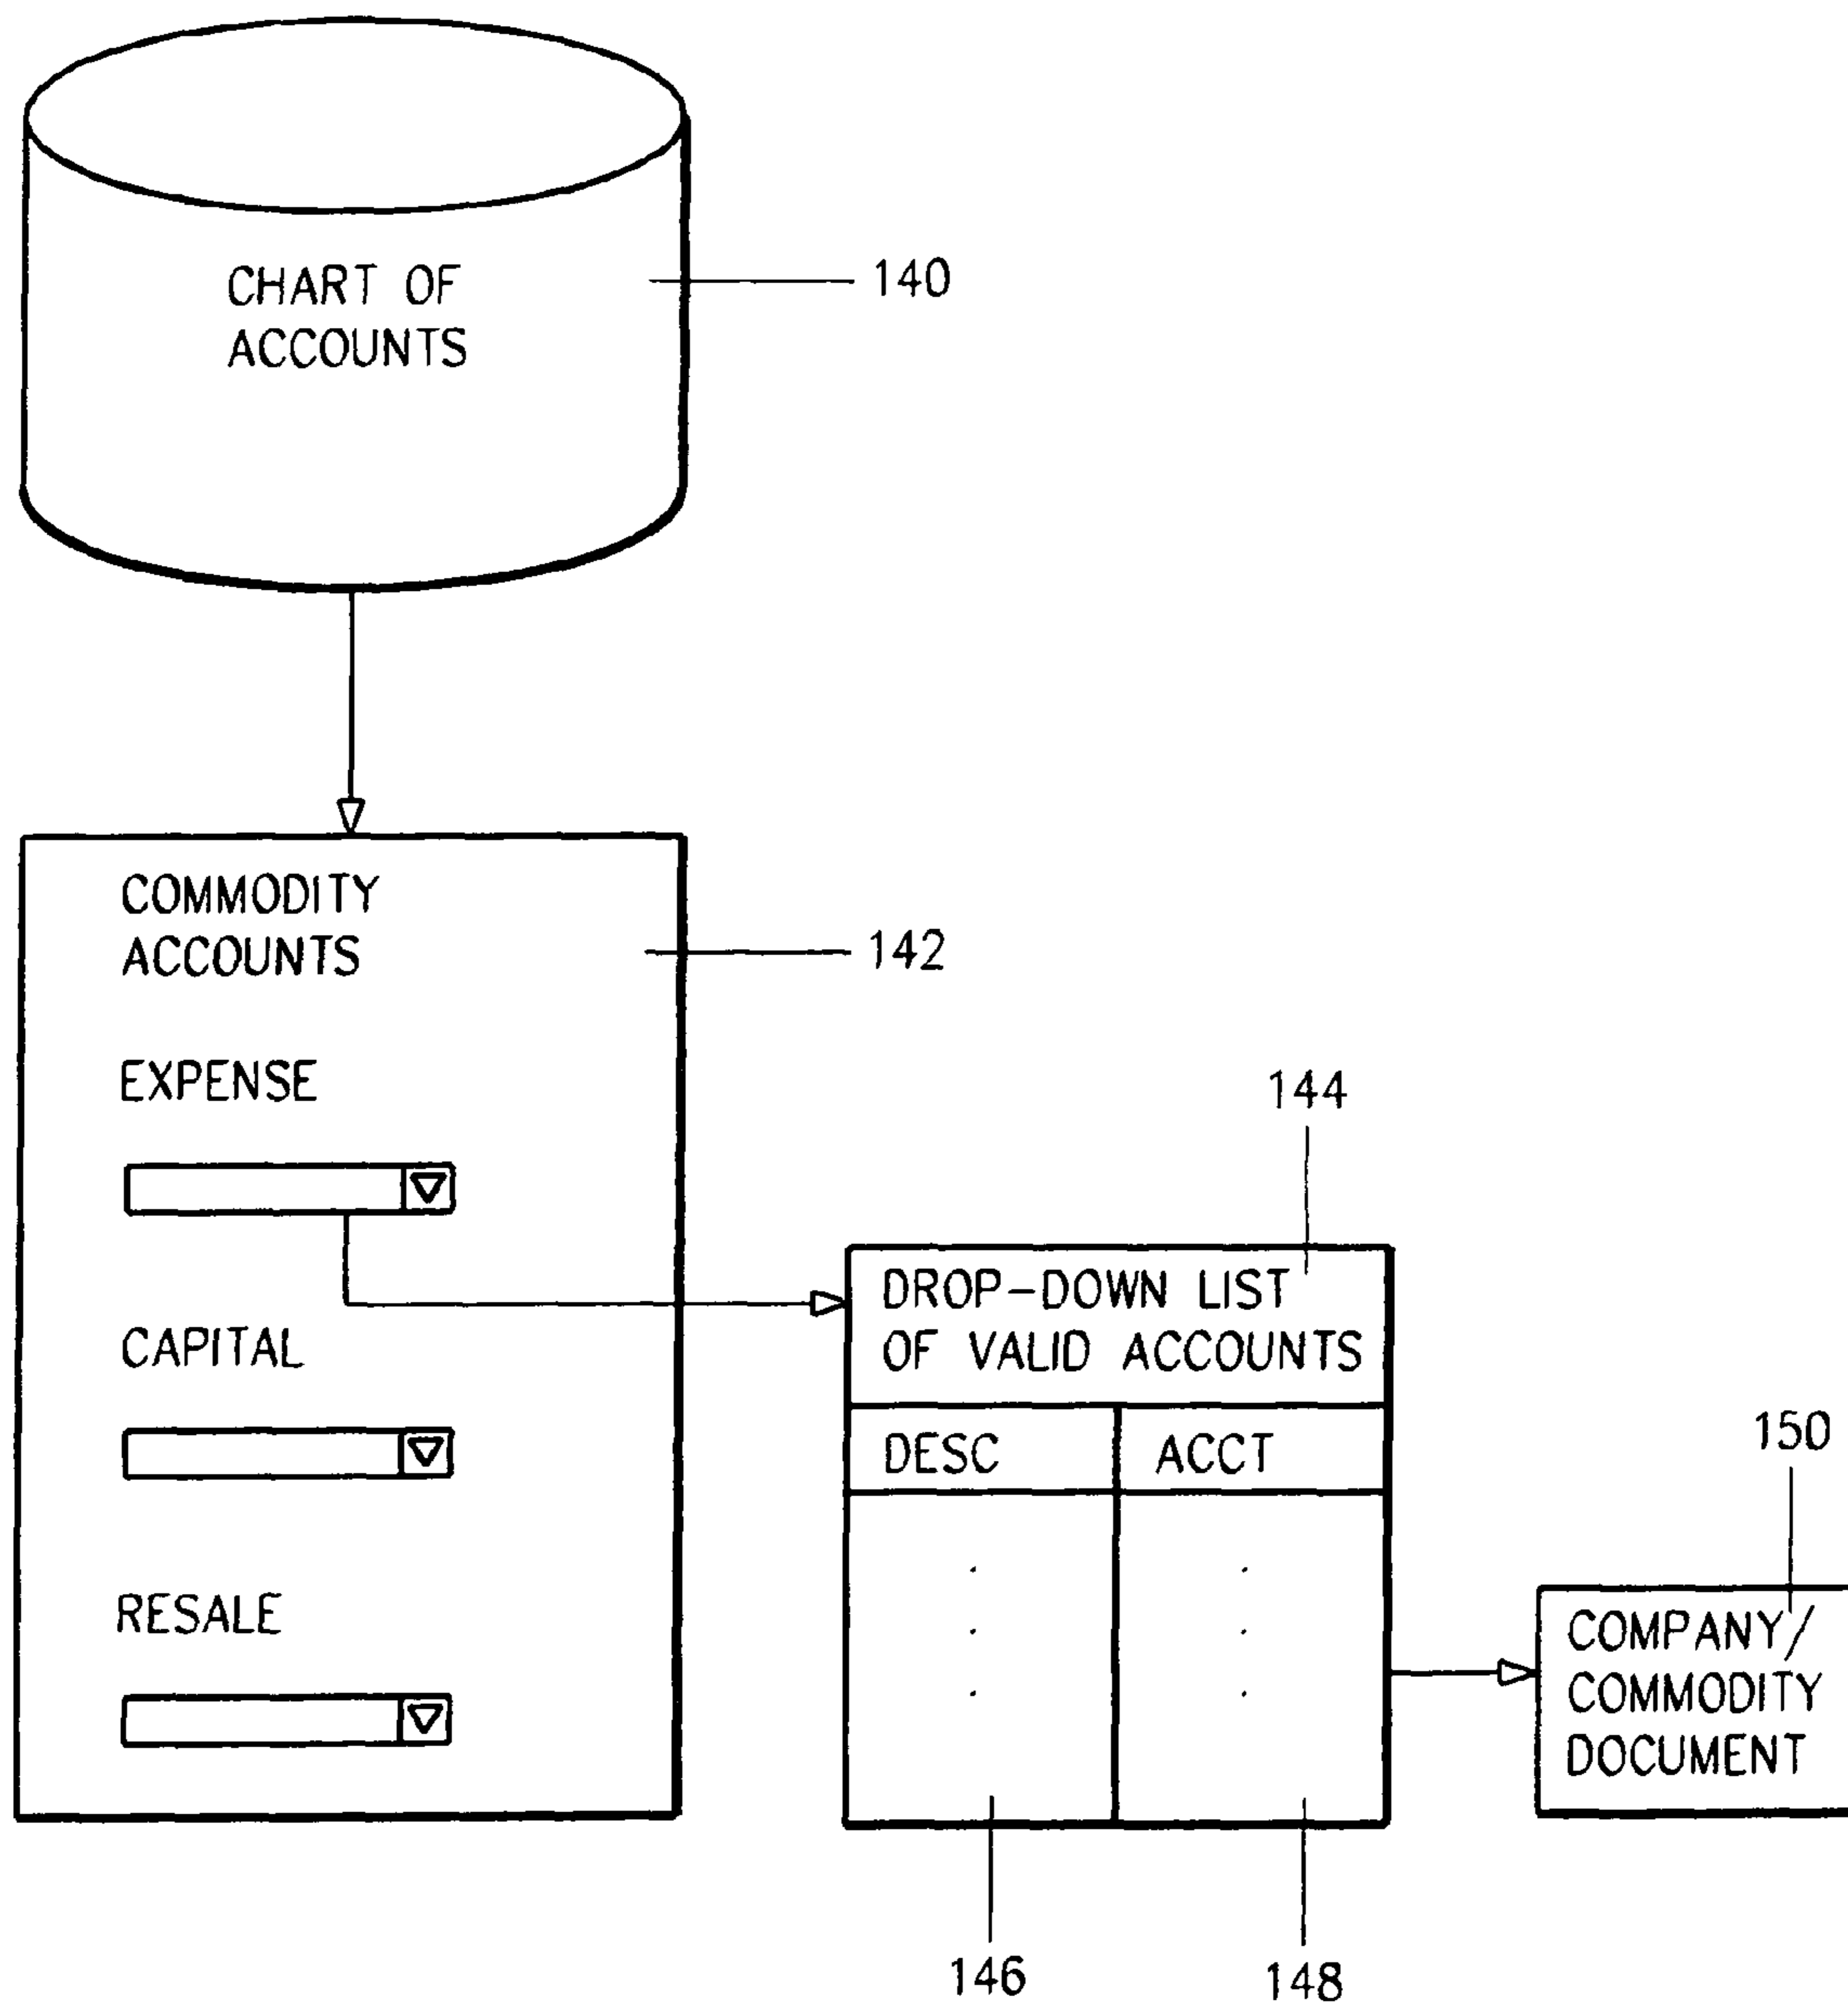 CHART OF
ACCOUNTS
140
COMMODITY
ACCOUNTS
142
EXPENSE
CAPITAL
RESALE
144
DROP-DOWN LIST
OF VALID ACCOUNTS
DESC ACCT
146
148
150
COMPANY/
COMMODITY
DOCUMENT